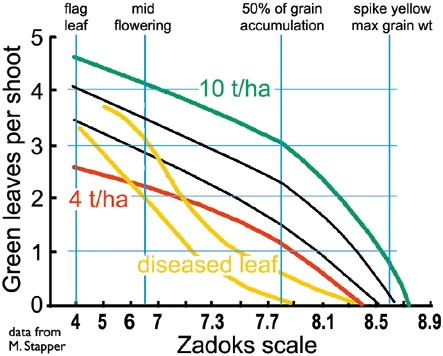 flag leaf
mid flowering
50% of grain accumulation
spike yellow max grain wt
Green leaves per shoot
5
4
3
2
1
0
10 t/ha
4 t/ha
diseased leaf
4 5 6 7 7.3 7.7 8.1 8.5 8.9
Zadoks scale
data from
M. Stapper